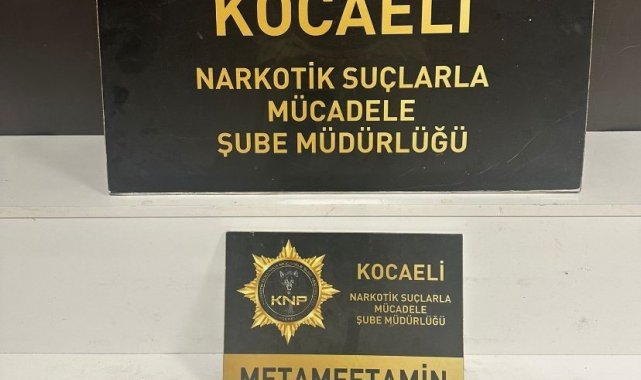 KOCAELİ
NARKOTİK SUÇLARLA
MÜCADELE
ŞUBE MÜDÜRLÜĞÜ
KNP
KOCAELİ
NARKOTİK SUÇLARLA
MÜCADELE
ŞUBE MÜDÜRLÜĞÜ
METAMFETAMİN